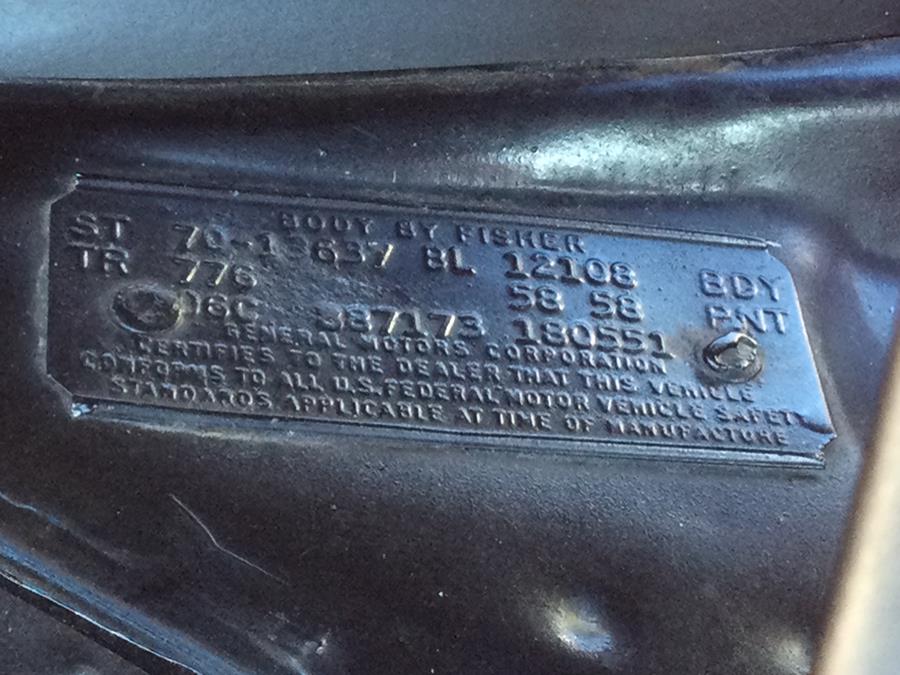 BODY BY FISHER
ST 70-13637 BL 12108 BDY
TR 776 58 58 PNT
06C 387173 180551
GENERAL MOTORS CORPORATION
CERTIFIES TO THE DEALER THAT THIS VEHICLE
CONFORMS TO ALL U.S. FEDERAL MOTOR VEHICLE SAFETY
STANDARDS APPLICABLE AT TIME OF MANUFACTURE